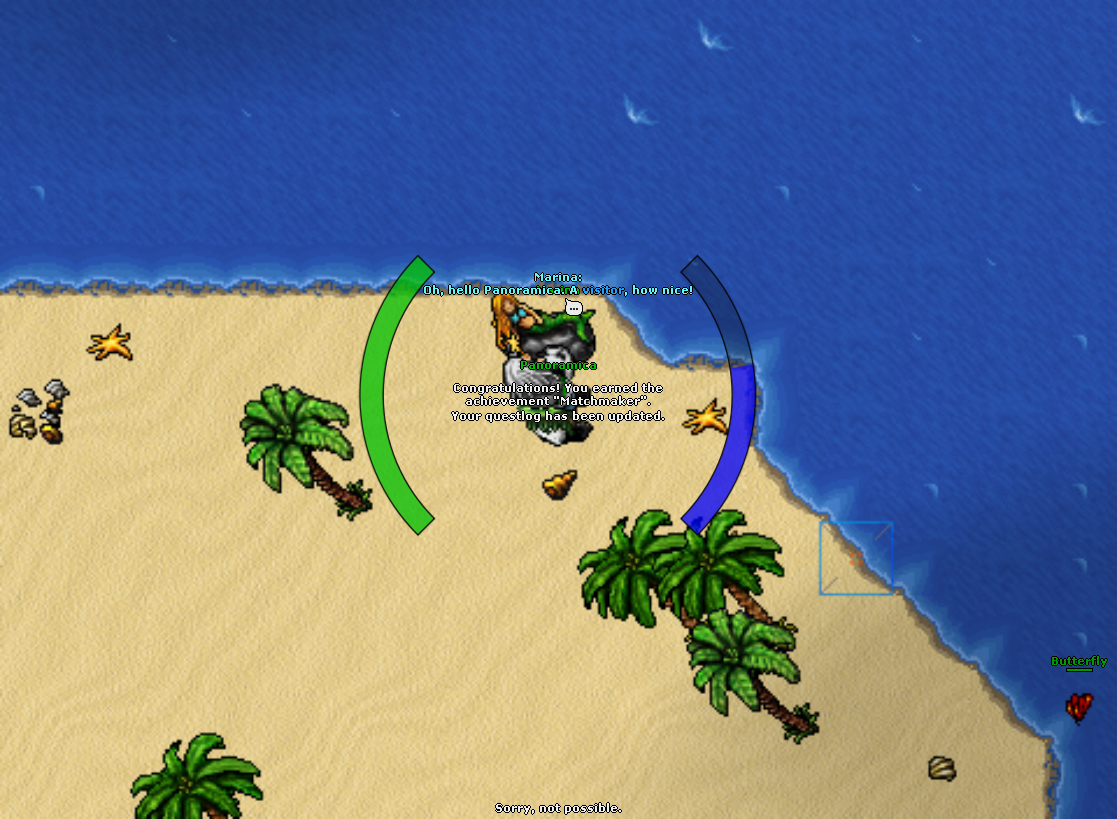 Marina:
Oh, hello Panoramica. A visitor, how nice!
Panoramica
Congratulations! You earned the
achievement "Matchmaker".
Your questlog has been updated.
Butterfly
Sorry, not possible.